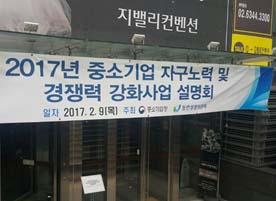 지밸리컨벤션
02.6344.3300
2017년 중소기업 자구노력 및
경쟁력 강화사업 설명회
일자 2017. 2. 9(목) 주최 중소기업청